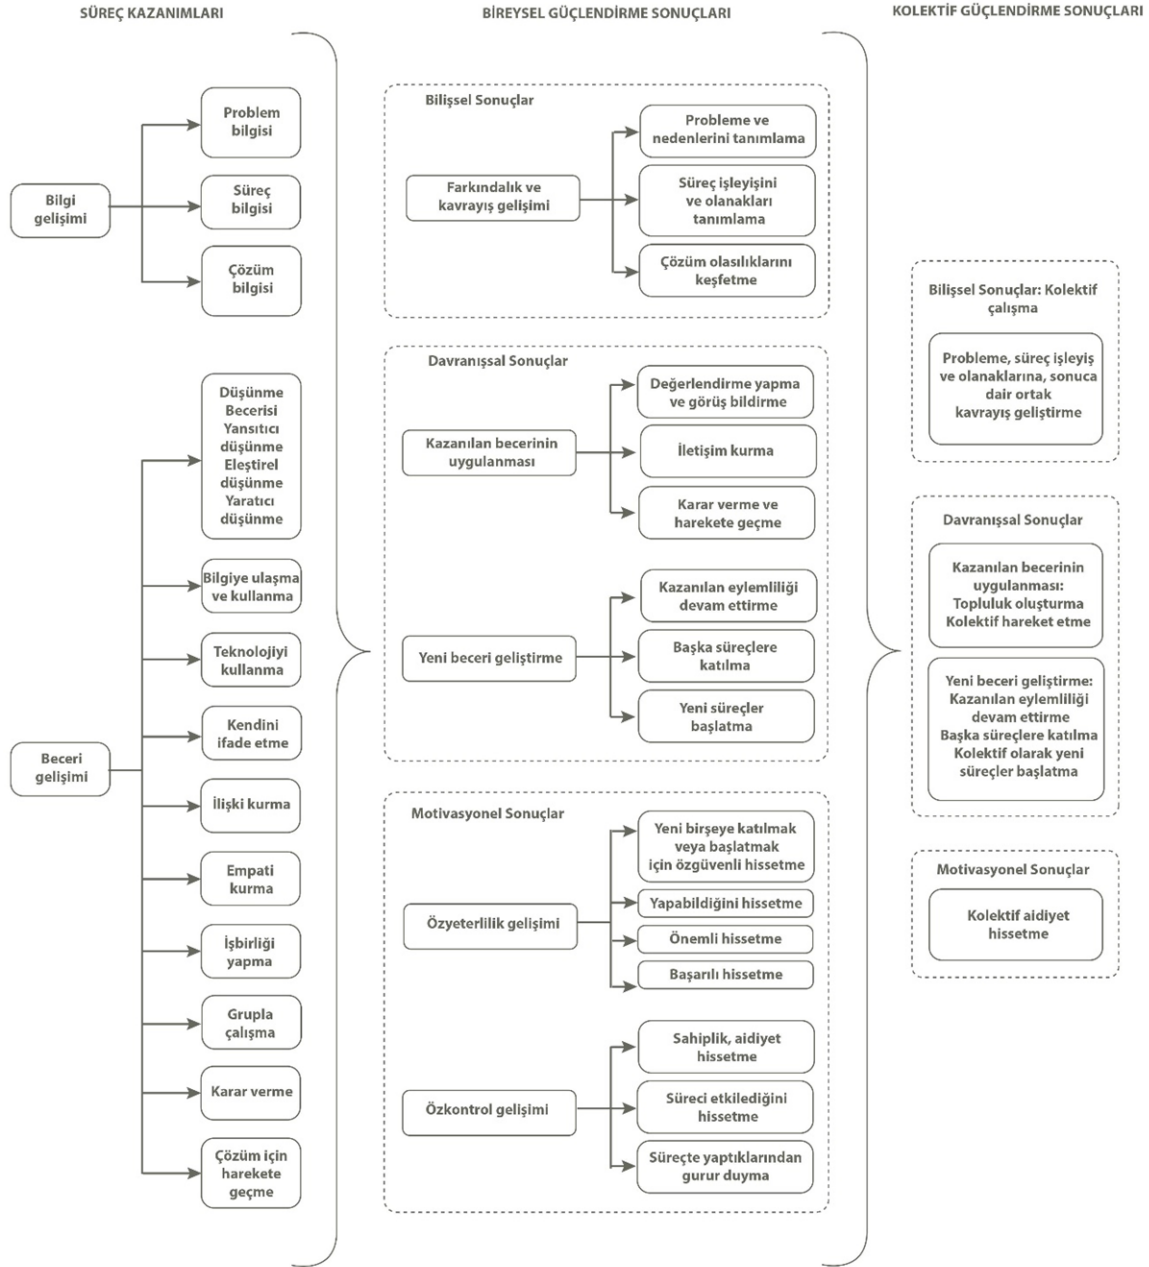 SÜREÇ KAZANIMLARI
Problem
bilgisi
Bilgi
gelişimi
Süreç
bilgisi
Çözüm
bilgisi
Düşünme
Becerisi
Yansıtıcı
düşünme
Eleştirel
düşünme
Yaratıcı
düşünme
Bilgiye ulaşma
ve kullanma
Teknolojiyi
kullanma
Kendini
ifade etme
Beceri
gelişimi
İlişki kurma
Empati
kurma
İşbirliği
yapma
Grupla
çalışma
Karar verme
Çözüm için
harekete
geçme
BİREYSEL GÜÇLENDİRME SONUÇLARI
Bilişsel Sonuçlar
Farkındalık ve
kavrayış gelişimi
Probleme ve
nedenlerini tanımlama
Süreç işleyişini
ve olanakları
tanımlama
Çözüm olasılıklarını
keşfetme
Davranışsal Sonuçlar
Kazanılan becerinin
uygulanması
Değerlendirme yapma
ve görüş bildirme
İletişim kurma
Karar verme ve
harekete geçme
Yeni beceri geliştirme
Kazanılan eylemliliği
devam ettirme
Başka süreçlere
katılma
Yeni süreçler
başlatma
Motivasyonel Sonuçlar
Özyeterlilik gelişimi
Yeni birşeye katılmak
veya başlatmak
için özgüvenli hissetme
Yapabildiğini hissetme
Önemli hissetme
Başarılı hissetme
Özkontrol gelişimi
Sahiplik, aidiyet
hissetme
Süreci etkilediğini
hissetme
Süreçte yaptıklarından
gurur duyma
KOLEKTİF GÜÇLENDİRME SONUÇLARI
Bilişsel Sonuçlar: Kolektif
çalışma
Probleme, süreç işleyiş
ve olanaklarına, sonuca
dair ortak
kavrayış geliştirme
Davranışsal Sonuçlar
Kazanılan becerinin
uygulanması:
Topluluk oluşturma
Kolektif hareket etme
Yeni beceri geliştirme:
Kazanılan eylemliliği
devam ettirme
Başka süreçlere katılma
Kolektif olarak yeni
süreçler başlatma
Motivasyonel Sonuçlar
Kolektif aidiyet
hissetme